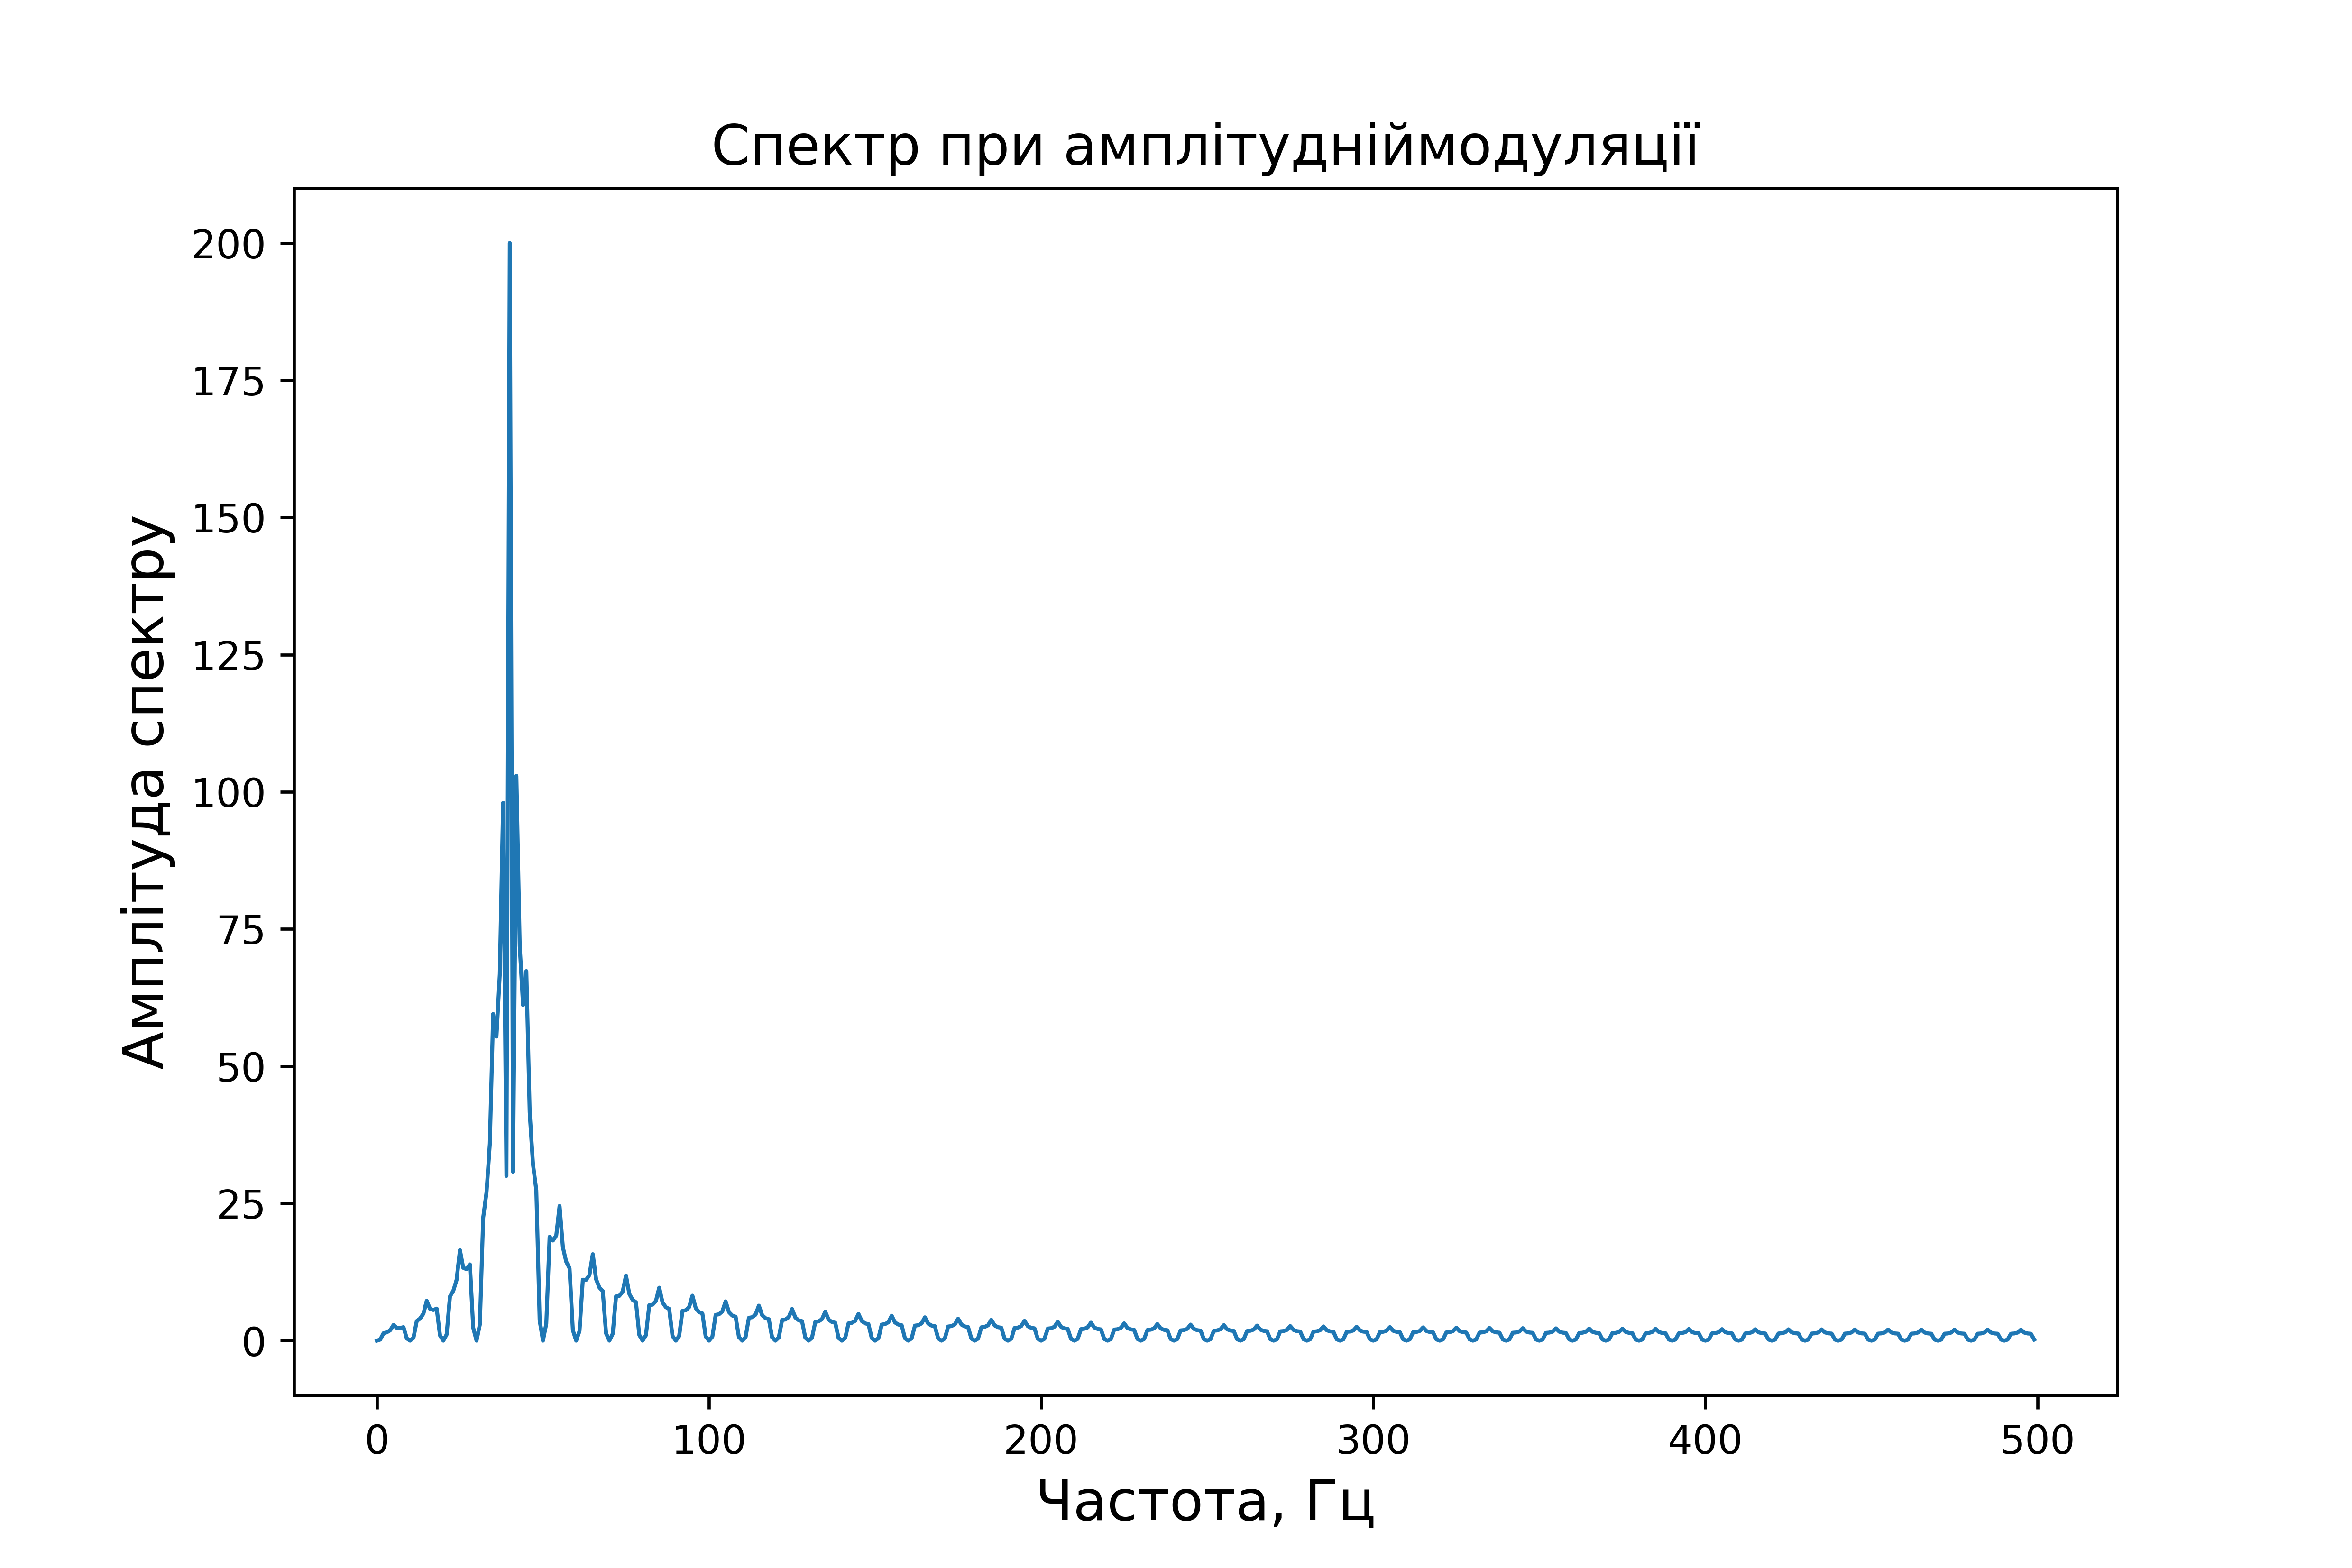 Спектр при амплітудніймодуляції
Амплітуда спектру
200
175
150
125
100
75
50
25
0
0 100 200 300 400 500
Частота, Гц